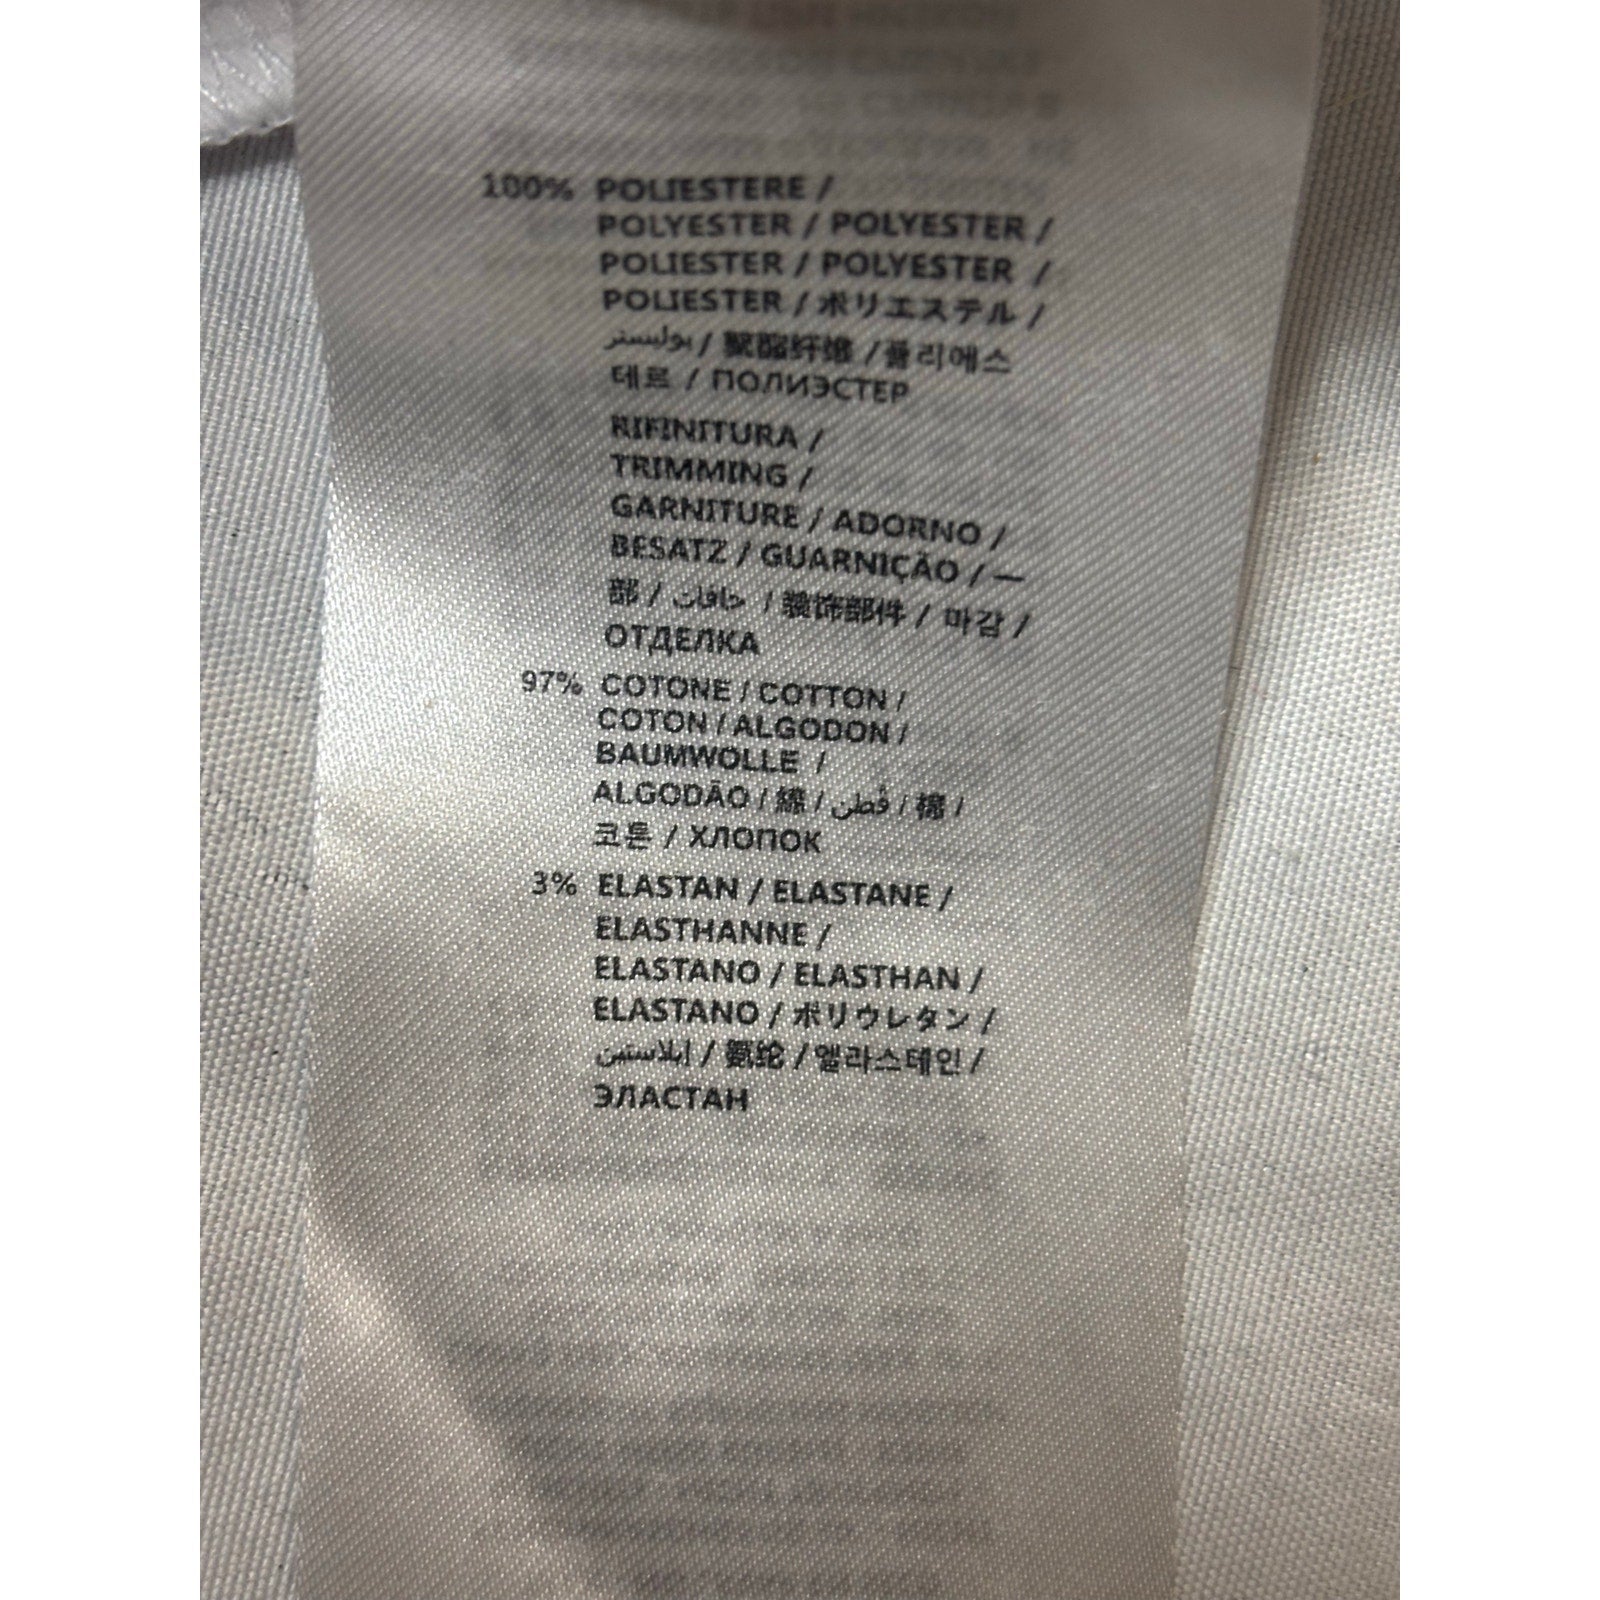 100% POLIESTERE /
POLYESTER / POLYESTER /
POLIESTER / POLYESTER /
POLIESTER / ポリエステル /
بوليستر / 聚酯纤维 / 폴리에스
테르 / ПОЛИЭСТЕР
RIFINITURA /
TRIMMING /
GARNITURE / ADORNO /
BESATZ / GUARNIÇÃO / 一
部 / حافات / 装饰部件 / 마감 /
ОТДЕЛКА
97% COTONE / COTTON /
COTON / ALGODON /
BAUMWOLLE /
ALGODÃO / 綿 / قُطن / 棉 /
코튼 / ХЛОПОК
3% ELASTAN / ELASTANE /
ELASTHANNE /
ELASTANO / ELASTHAN /
ELASTANO / ポリウレタン /
إيلاستين / 氨纶 / 엘라스테인 /
ЭЛАСТАН